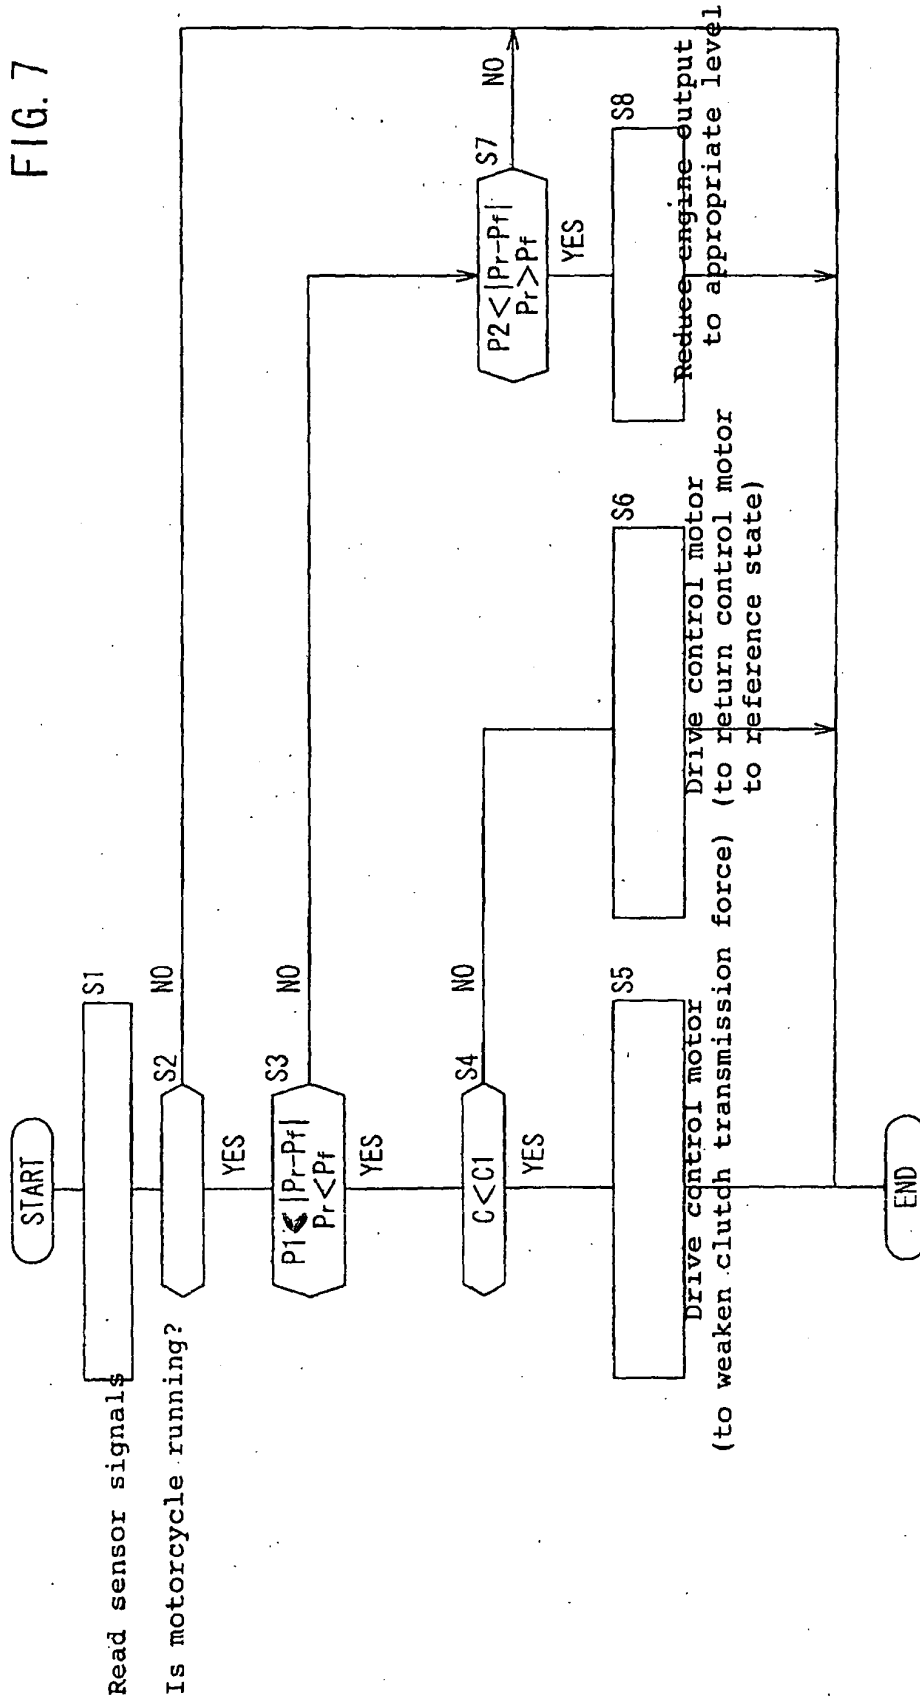 FIG. 7
START
S1
Read sensor signals
S2
NO
Is motorcycle running?
YES
S3
NO
P1≪|Pr-Pf|
Pr<Pf
YES
S7
NO
P2<|Pr-Pf|
Pr>Pf
YES
S4
NO
C<C1
YES
S5
Drive control motor
(to weaken clutch transmission force)
S6
Drive control motor
(to return control motor
to reference state)
S8
Reduce engine output
to appropriate level
END